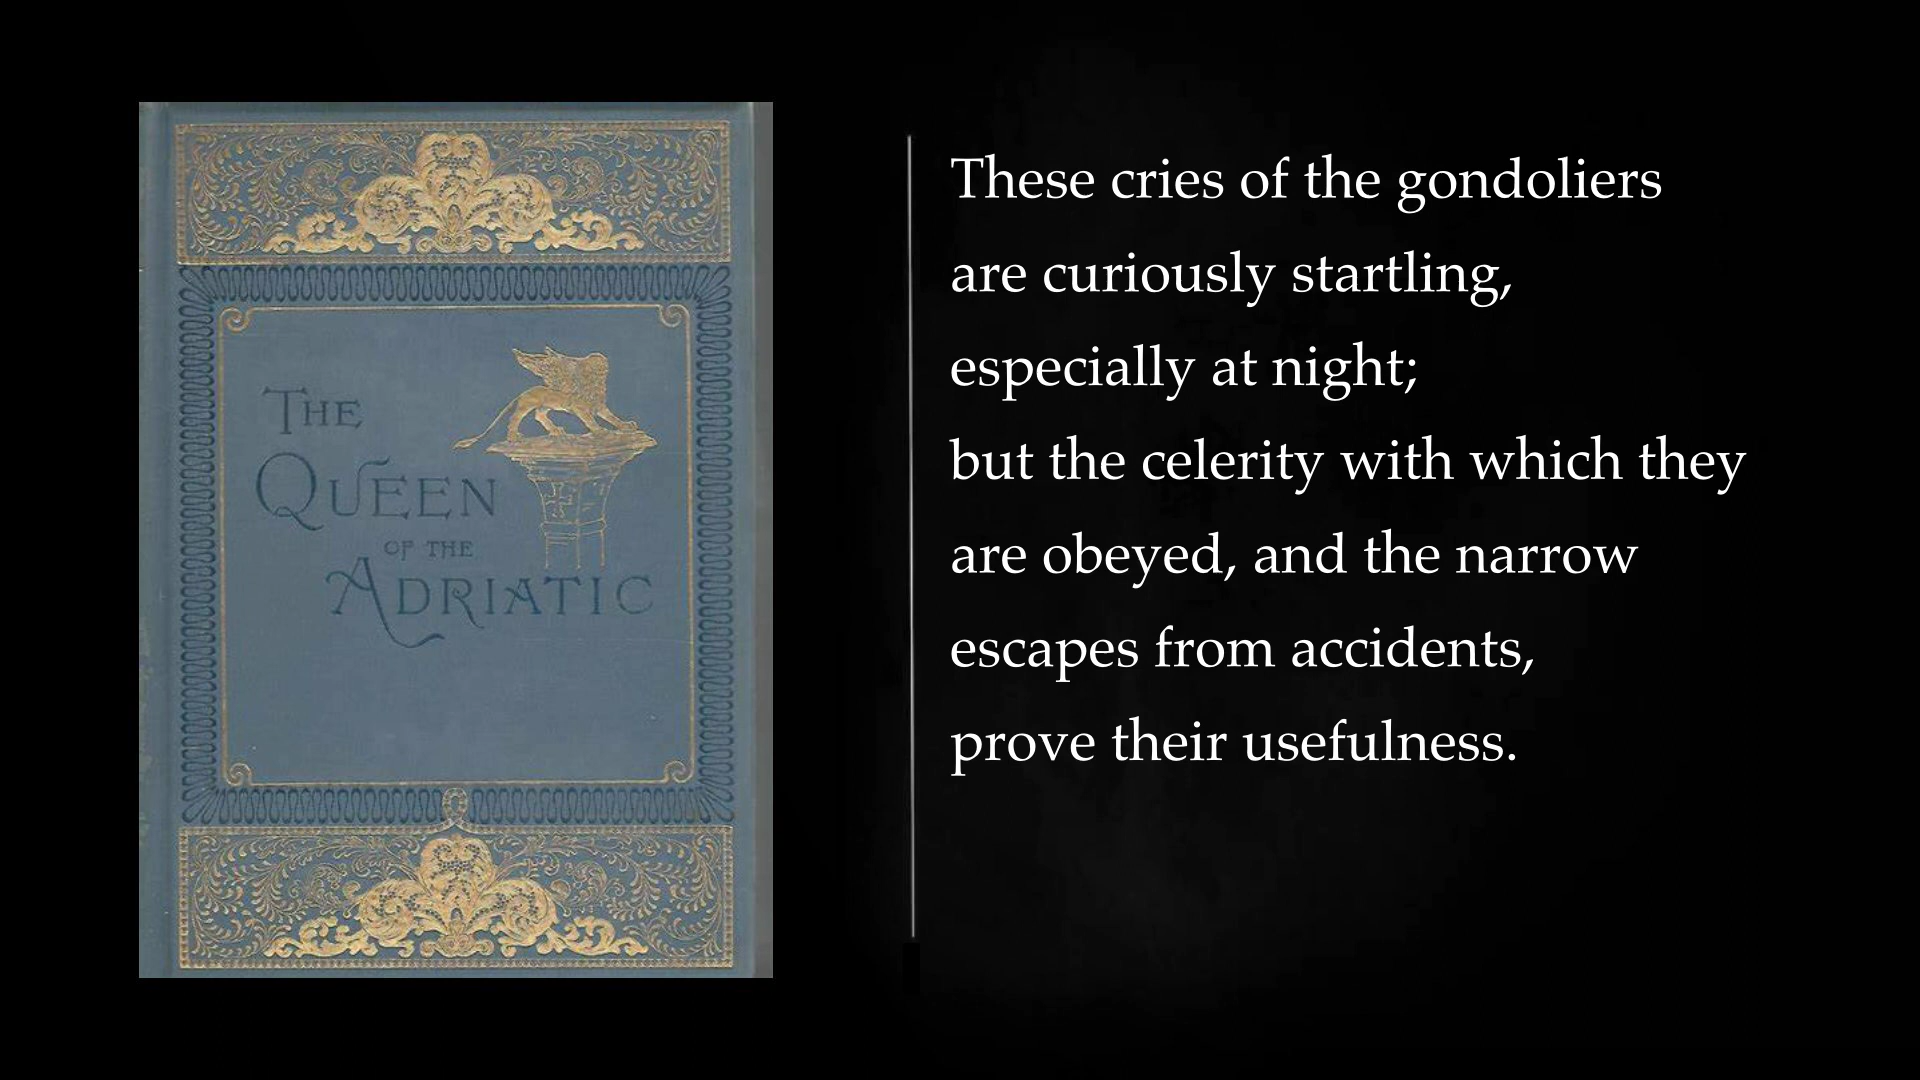 THE
QUEEN
OF THE
ADRIATIC
These cries of the gondoliers
are curiously startling,
especially at night;
but the celerity with which they
are obeyed, and the narrow
escapes from accidents,
prove their usefulness.